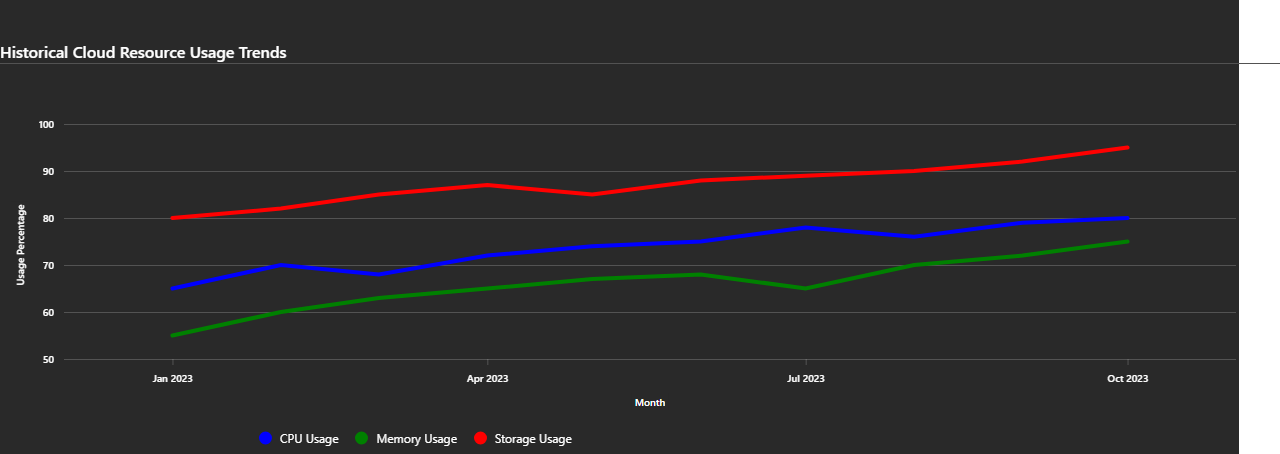 Historical Cloud Resource Usage Trends
100
90
80
70
60
50
Usage Percentage
Jan 2023 Apr 2023 Jul 2023 Oct 2023
Month
CPU Usage Memory Usage Storage Usage